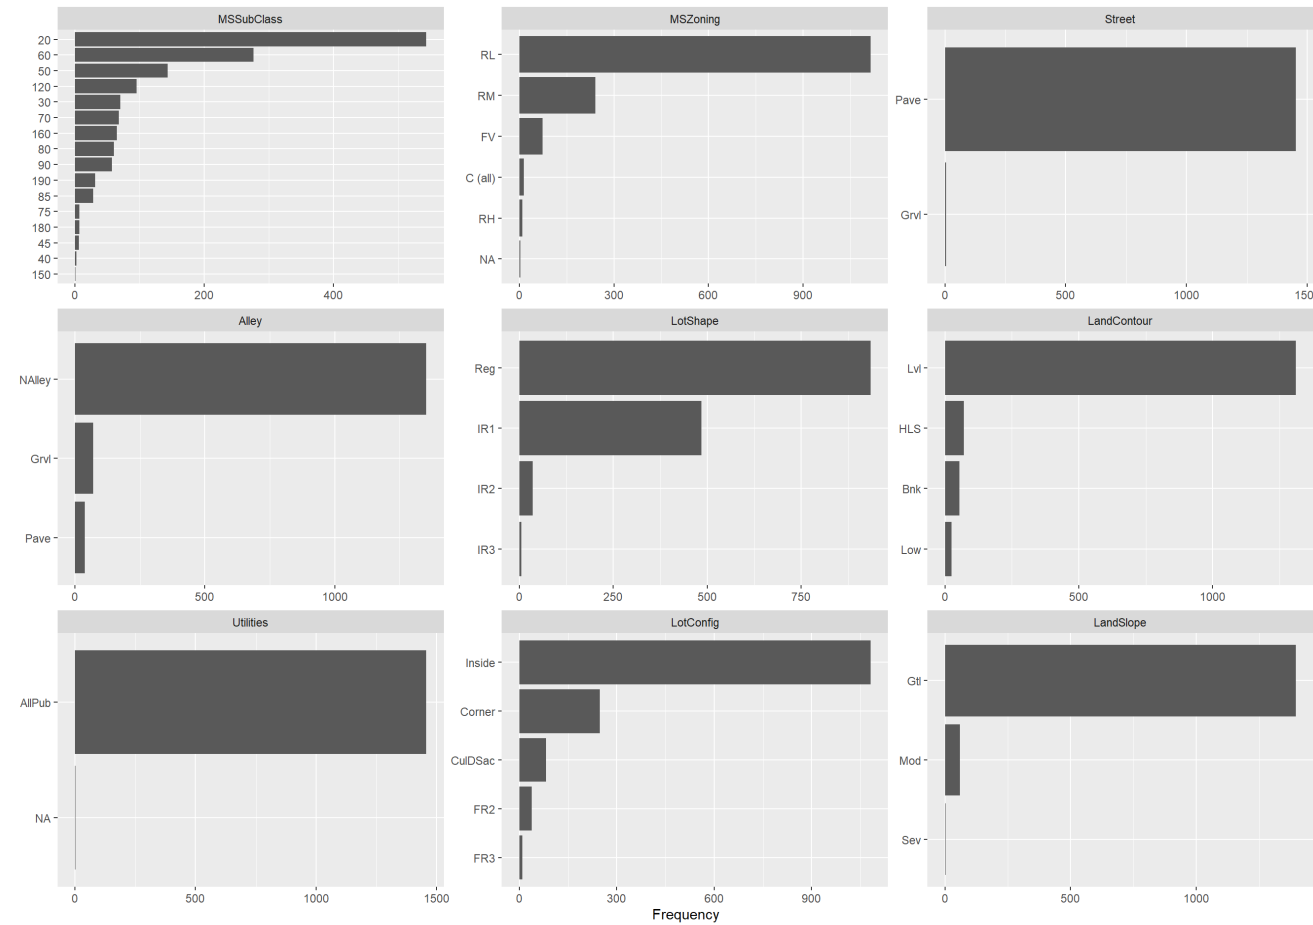 MSSubClass
20
60
50
120
30
70
160
80
90
190
85
75
180
45
40
150
0
200
400
MSZoning
RL
RM
FV
C (all)
RH
NA
0
300
600
900
Street
Pave
Grvl
0
500
1000
Alley
NAlley
Grvl
Pave
0
500
1000
LotShape
Reg
IR1
IR2
IR3
0
250
500
750
LandContour
Lvl
HLS
Bnk
Low
0
500
1000
Utilities
AllPub
NA
0
500
1000
1500
LotConfig
Inside
Corner
CulDSac
FR2
FR3
0
300
600
900
LandSlope
Gtl
Mod
Sev
0
500
1000
Frequency